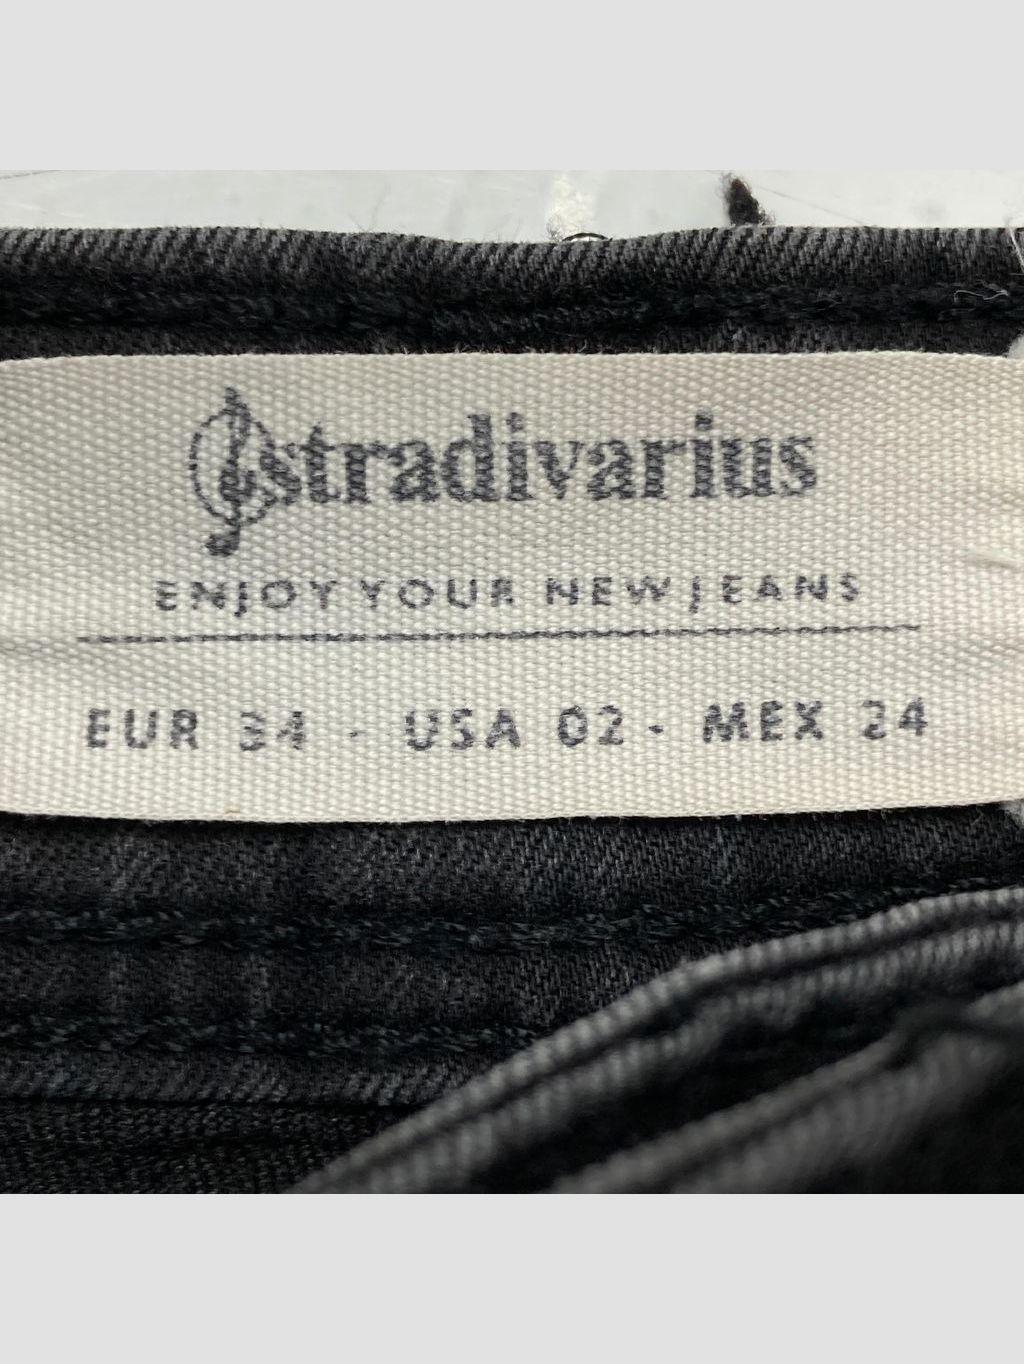 stradivarius
ENJOY YOUR NEW JEANS
EUR 34 · USA 02 · MEX 24